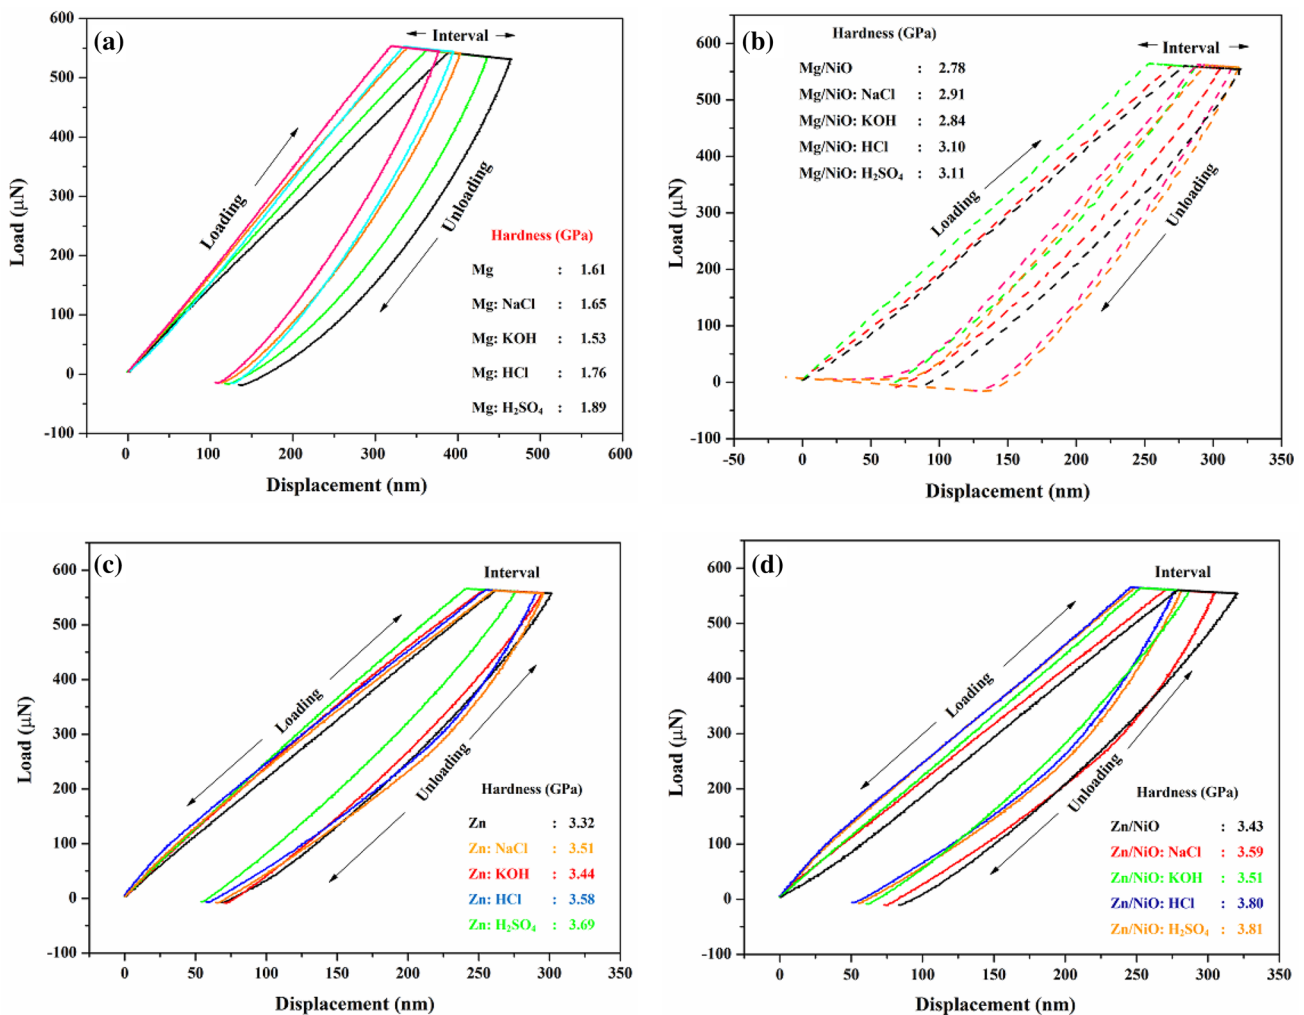 (a)
Interval
Loading
Unloading
Hardness (GPa)
Mg : 1.61
Mg: NaCl : 1.65
Mg: KOH : 1.53
Mg: HCl : 1.76
Mg: H₂SO₄ : 1.89
600
500
400
300
200
100
0
-100
Load (μN)
0 100 200 300 400 500 600
Displacement (nm)
(b)
Hardness (GPa)
Mg/NiO : 2.78
Mg/NiO: NaCl : 2.91
Mg/NiO: KOH : 2.84
Mg/NiO: HCl : 3.10
Mg/NiO: H₂SO₄ : 3.11
Interval
Loading
Unloading
600
500
400
300
200
100
0
-100
Load (μN)
-50 0 50 100 150 200 250 300 350
Displacement (nm)
(c)
Interval
Loading
Unloading
Hardness (GPa)
Zn : 3.32
Zn: NaCl : 3.51
Zn: KOH : 3.44
Zn: HCl : 3.58
Zn: H₂SO₄ : 3.69
600
500
400
300
200
100
0
-100
Load (μN)
0 50 100 150 200 250 300 350
Displacement (nm)
(d)
Interval
Loading
Unloading
Hardness (GPa)
Zn/NiO : 3.43
Zn/NiO: NaCl : 3.59
Zn/NiO: KOH : 3.51
Zn/NiO: HCl : 3.80
Zn/NiO: H₂SO₄ : 3.81
600
500
400
300
200
100
0
-100
Load (μN)
0 50 100 150 200 250 300 350
Displacement (nm)